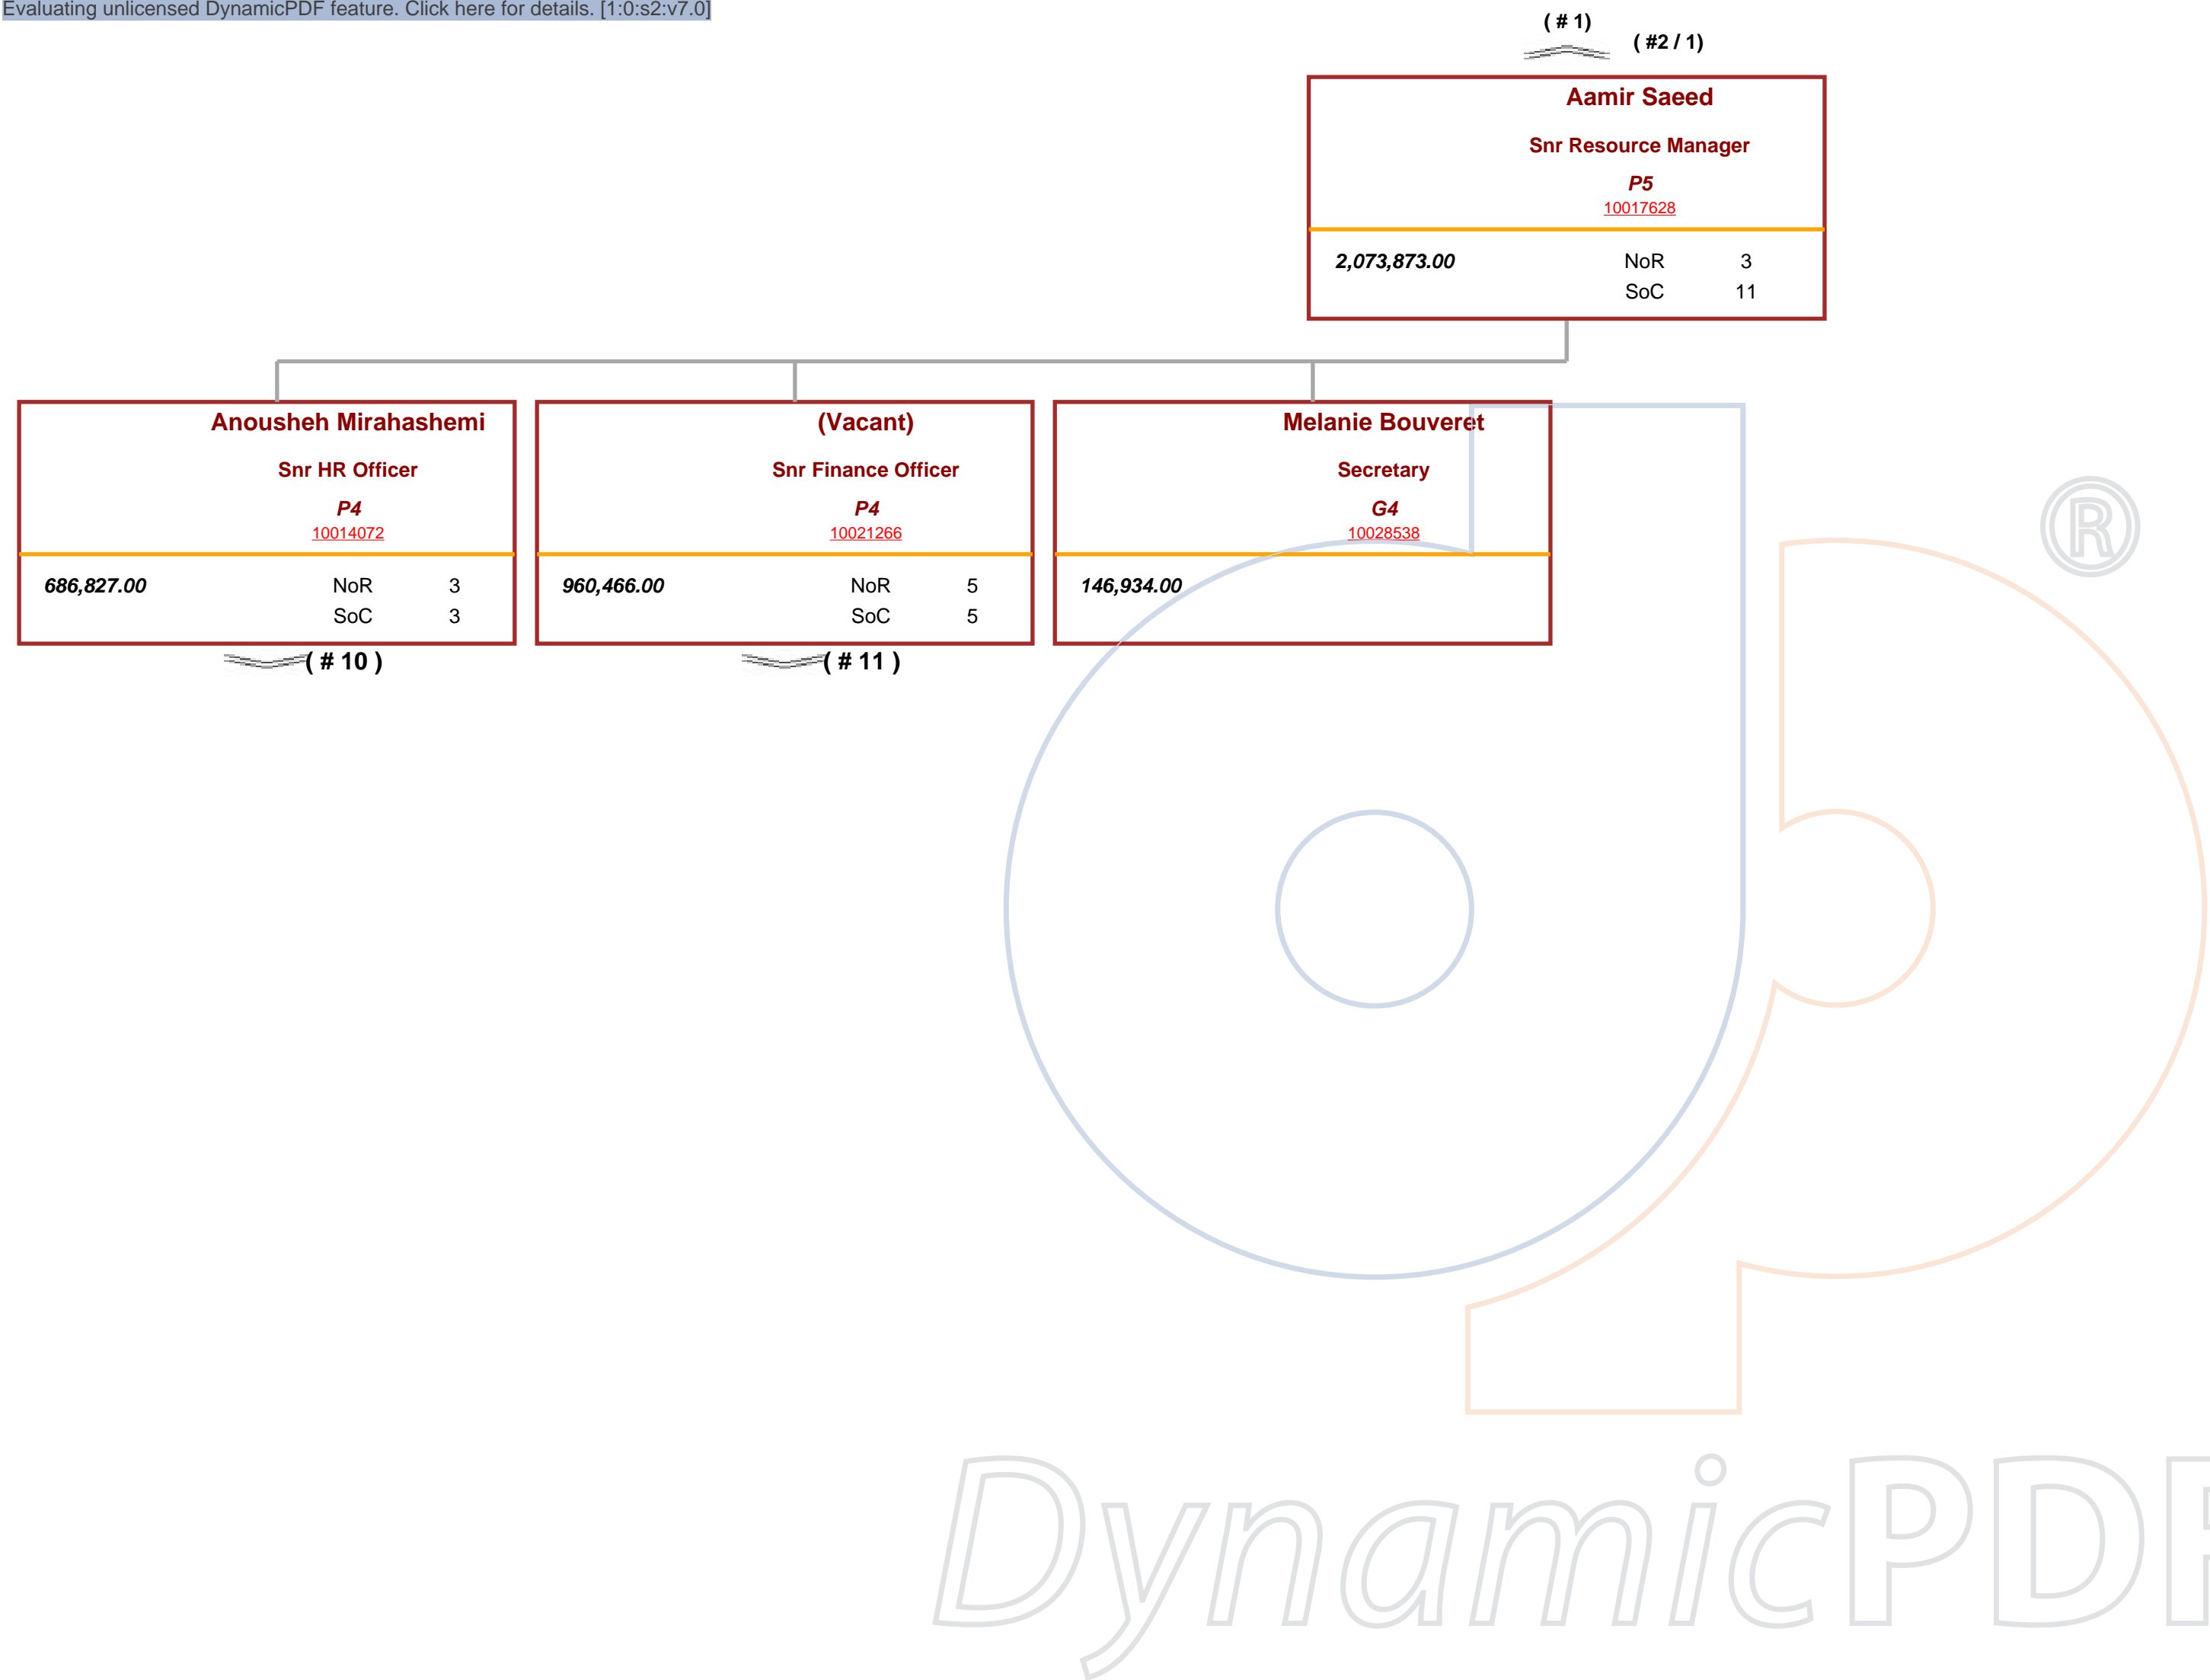 Evaluating unlicensed DynamicPDF feature. Click here for details. [1:0:s2:v7.0]
( # 1)
( #2 / 1)
Aamir Saeed
Snr Resource Manager
P5
10017628
2,073,873.00 NoR 3
SoC 11
Anousheh Mirahashemi
Snr HR Officer
P4
10014072
686,827.00 NoR 3
SoC 3
( # 10 )
(Vacant)
Snr Finance Officer
P4
10021266
960,466.00 NoR 5
SoC 5
( # 11 )
Melanie Bouveret
Secretary
G4
10028538
146,934.00
®
DynamicPDF